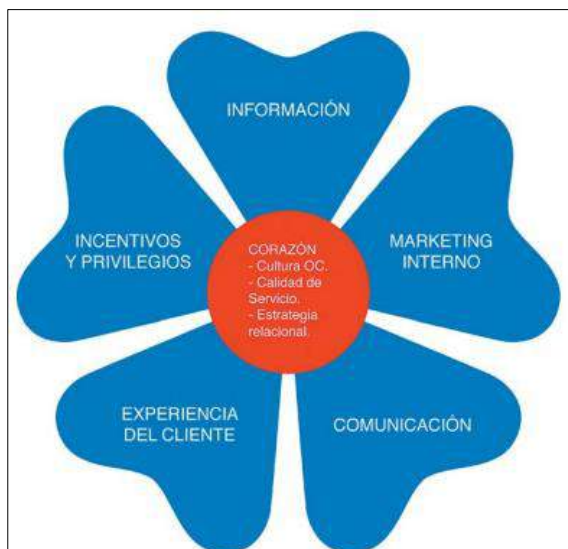 INFORMACIÓN
INCENTIVOS
Y PRIVILEGIOS
CORAZÓN
- Cultura OC.
- Calidad de
Servicio.
- Estrategia
relacional.
MARKETING
INTERNO
EXPERIENCIA
DEL CLIENTE
COMUNICACIÓN